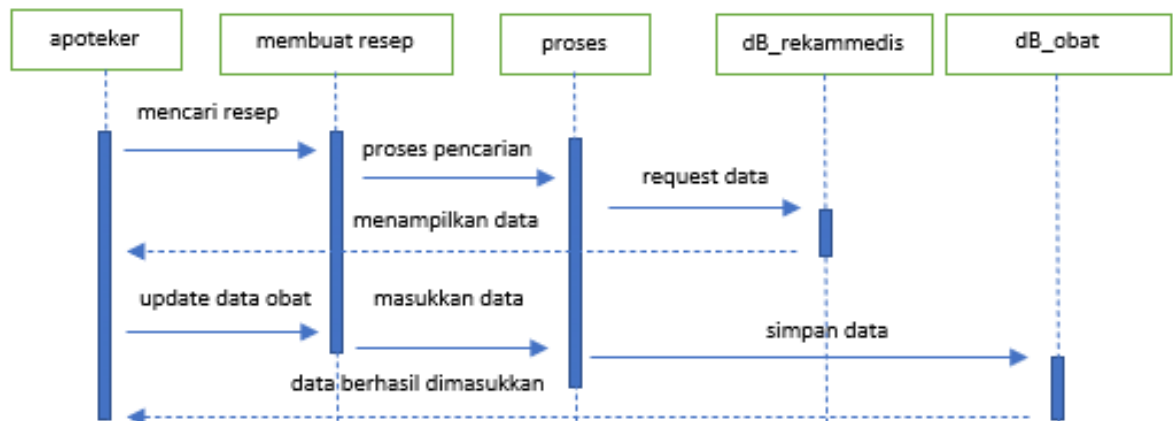 apoteker
membuat resep
proses
dB_rekammedis
dB_obat
mencari resep
proses pencarian
request data
menampilkan data
update data obat
masukkan data
simpan data
data berhasil dimasukkan